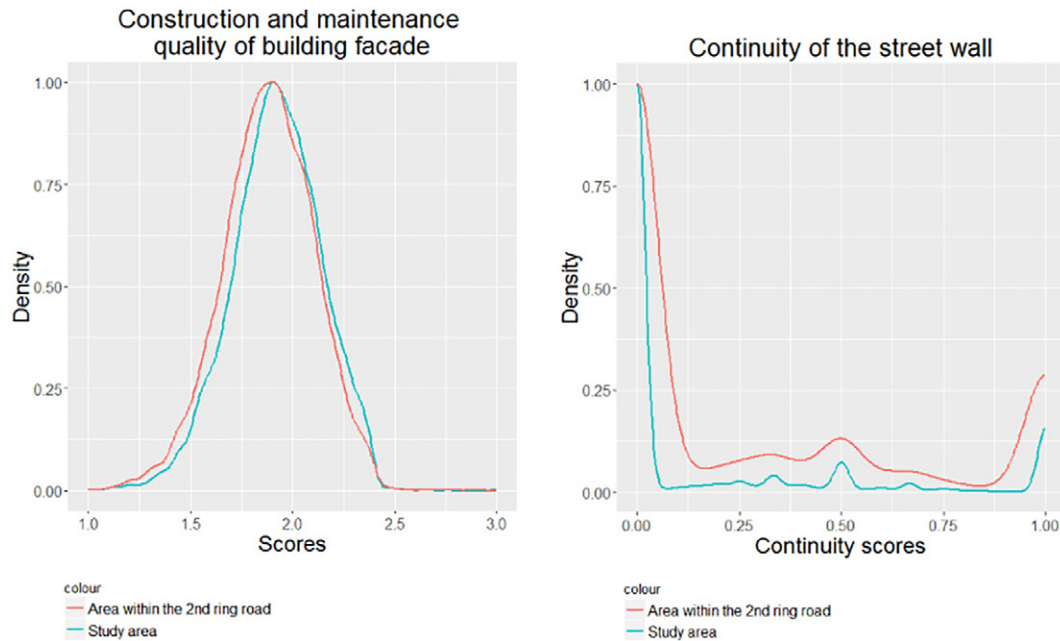 Construction and maintenance
quality of building facade
1.00
0.75
0.50
0.25
0.00
Density
1.0
1.5
2.0
2.5
3.0
Scores
colour
Area within the 2nd ring road
Study area
Continuity of the street wall
1.00
0.75
0.50
0.25
0.00
Density
0.00
0.25
0.50
0.75
1.00
Continuity scores
colour
Area within the 2nd ring road
Study area